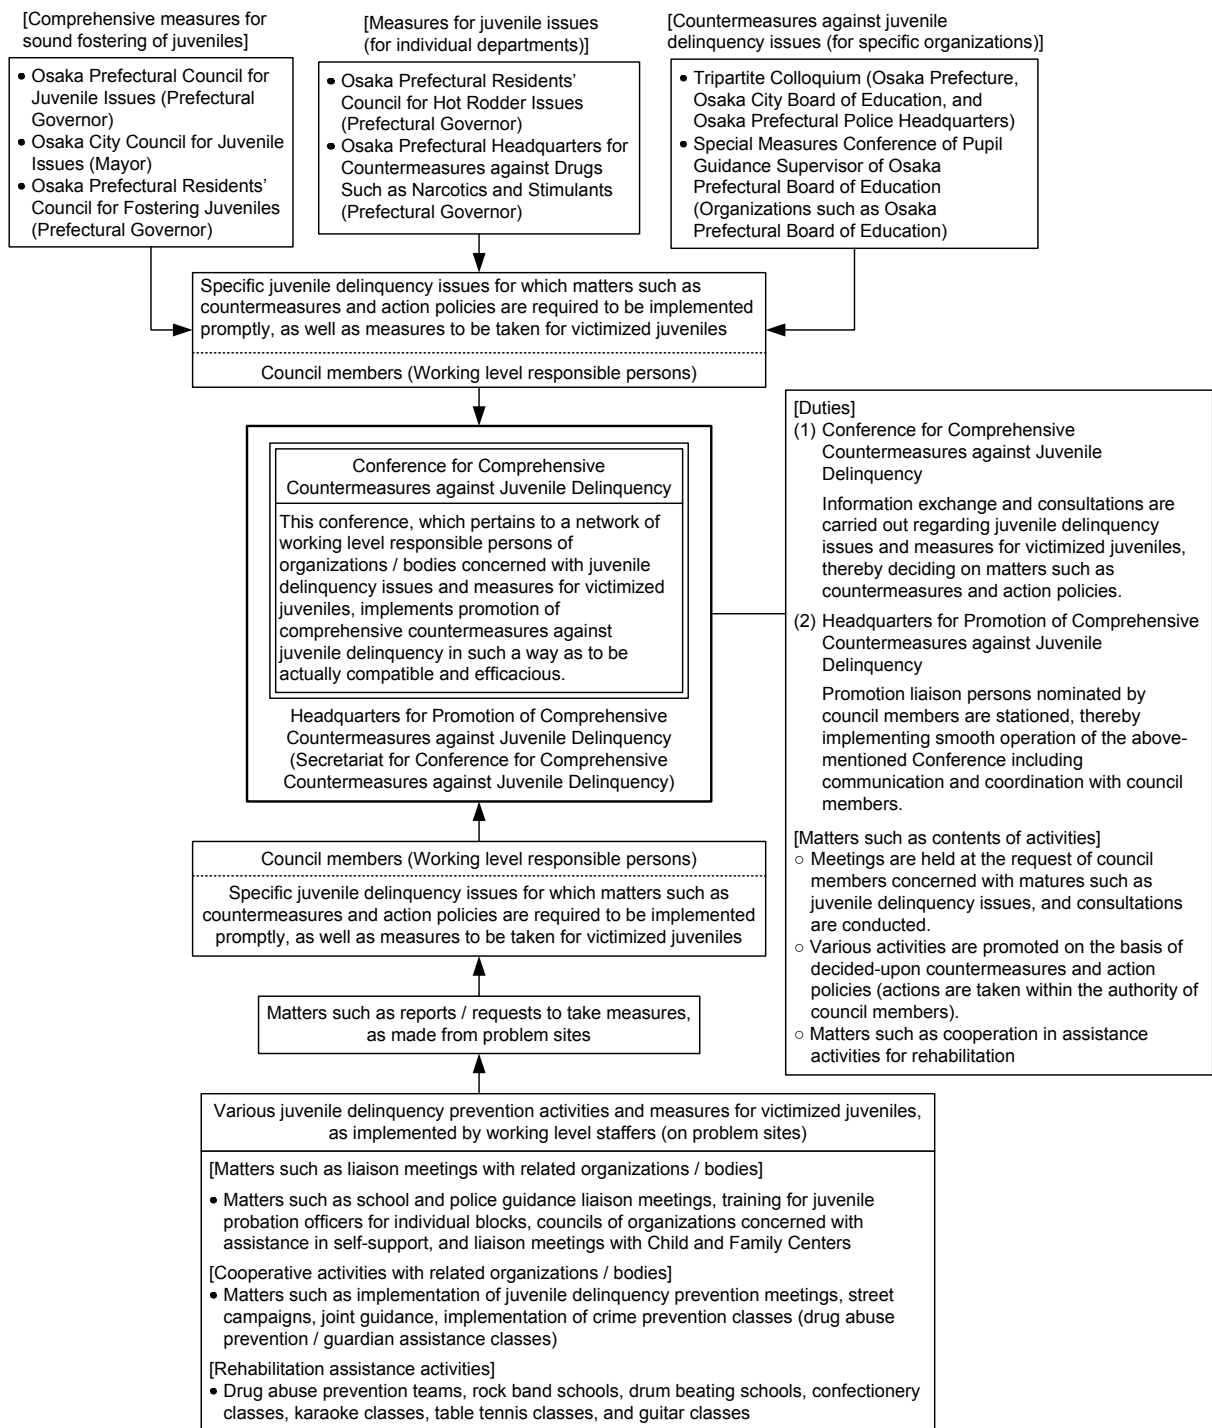 [Comprehensive measures for
sound fostering of juveniles]
• Osaka Prefectural Council for
Juvenile Issues (Prefectural
Governor)
• Osaka City Council for Juvenile
Issues (Mayor)
• Osaka Prefectural Residents'
Council for Fostering Juveniles
(Prefectural Governor)
[Measures for juvenile issues
(for individual departments)]
• Osaka Prefectural Residents'
Council for Hot Rodder Issues
(Prefectural Governor)
• Osaka Prefectural Headquarters for
Countermeasures against Drugs
Such as Narcotics and Stimulants
(Prefectural Governor)
[Countermeasures against juvenile
delinquency issues (for specific organizations)]
• Tripartite Colloquium (Osaka Prefecture,
Osaka City Board of Education, and
Osaka Prefectural Police Headquarters)
• Special Measures Conference of Pupil
Guidance Supervisor of Osaka
Prefectural Board of Education
(Organizations such as Osaka
Prefectural Board of Education)
Specific juvenile delinquency issues for which matters such as
countermeasures and action policies are required to be implemented
promptly, as well as measures to be taken for victimized juveniles
Council members (Working level responsible persons)
Conference for Comprehensive
Countermeasures against Juvenile Delinquency
This conference, which pertains to a network of
working level responsible persons of
organizations / bodies concerned with juvenile
delinquency issues and measures for victimized
juveniles, implements promotion of
comprehensive countermeasures against
juvenile delinquency in such a way as to be
actually compatible and efficacious.
Headquarters for Promotion of Comprehensive
Countermeasures against Juvenile Delinquency
(Secretariat for Conference for Comprehensive
Countermeasures against Juvenile Delinquency)
[Duties]
(1) Conference for Comprehensive
Countermeasures against Juvenile
Delinquency
Information exchange and consultations are
carried out regarding juvenile delinquency
issues and measures for victimized juveniles,
thereby deciding on matters such as
countermeasures and action policies.
(2) Headquarters for Promotion of Comprehensive
Countermeasures against Juvenile
Delinquency
Promotion liaison persons nominated by
council members are stationed, thereby
implementing smooth operation of the above-
mentioned Conference including
communication and coordination with council
members.
[Matters such as contents of activities]
○ Meetings are held at the request of council
members concerned with matures such as
juvenile delinquency issues, and consultations
are conducted.
○ Various activities are promoted on the basis of
decided-upon countermeasures and action
policies (actions are taken within the authority of
council members).
○ Matters such as cooperation in assistance
activities for rehabilitation
Council members (Working level responsible persons)
Specific juvenile delinquency issues for which matters such as
countermeasures and action policies are required to be implemented
promptly, as well as measures to be taken for victimized juveniles
Matters such as reports / requests to take measures,
as made from problem sites
Various juvenile delinquency prevention activities and measures for victimized juveniles,
as implemented by working level staffers (on problem sites)
[Matters such as liaison meetings with related organizations / bodies]
• Matters such as school and police guidance liaison meetings, training for juvenile
probation officers for individual blocks, councils of organizations concerned with
assistance in self-support, and liaison meetings with Child and Family Centers
[Cooperative activities with related organizations / bodies]
• Matters such as implementation of juvenile delinquency prevention meetings, street
campaigns, joint guidance, implementation of crime prevention classes (drug abuse
prevention / guardian assistance classes)
[Rehabilitation assistance activities]
• Drug abuse prevention teams, rock band schools, drum beating schools, confectionery
classes, karaoke classes, table tennis classes, and guitar classes